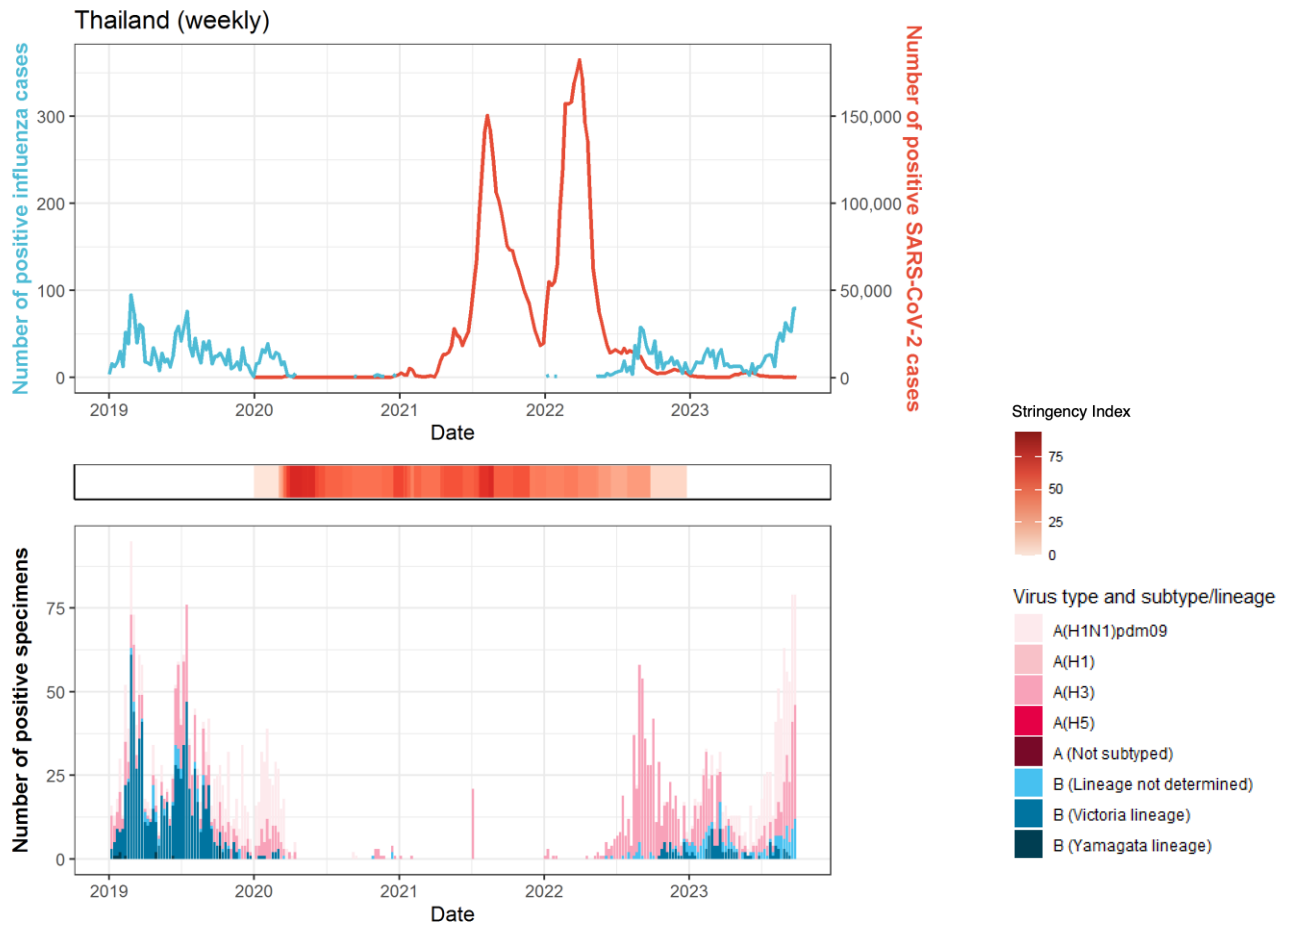 Thailand (weekly)
Number of positive influenza cases
300
200
100
0
150,000
100,000
50,000
0
Number of positive SARS-CoV-2 cases
2019 2020 2021 2022 2023
Date
Stringency Index
75
50
25
0
Number of positive specimens
75
50
25
0
2019 2020 2021 2022 2023
Date
Virus type and subtype/lineage
A(H1N1)pdm09
A(H1)
A(H3)
A(H5)
A (Not subtyped)
B (Lineage not determined)
B (Victoria lineage)
B (Yamagata lineage)